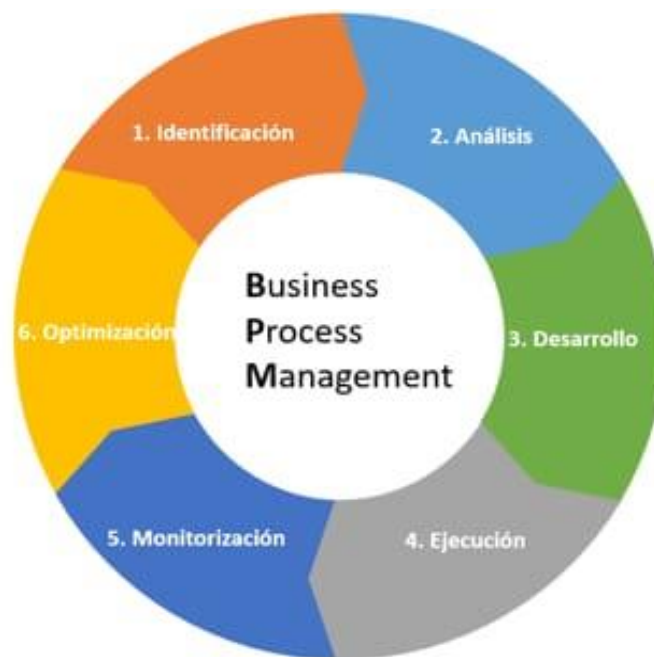 1. Identificación
2. Análisis
3. Desarrollo
4. Ejecución
5. Monitorización
6. Optimización
Business
Process
Management